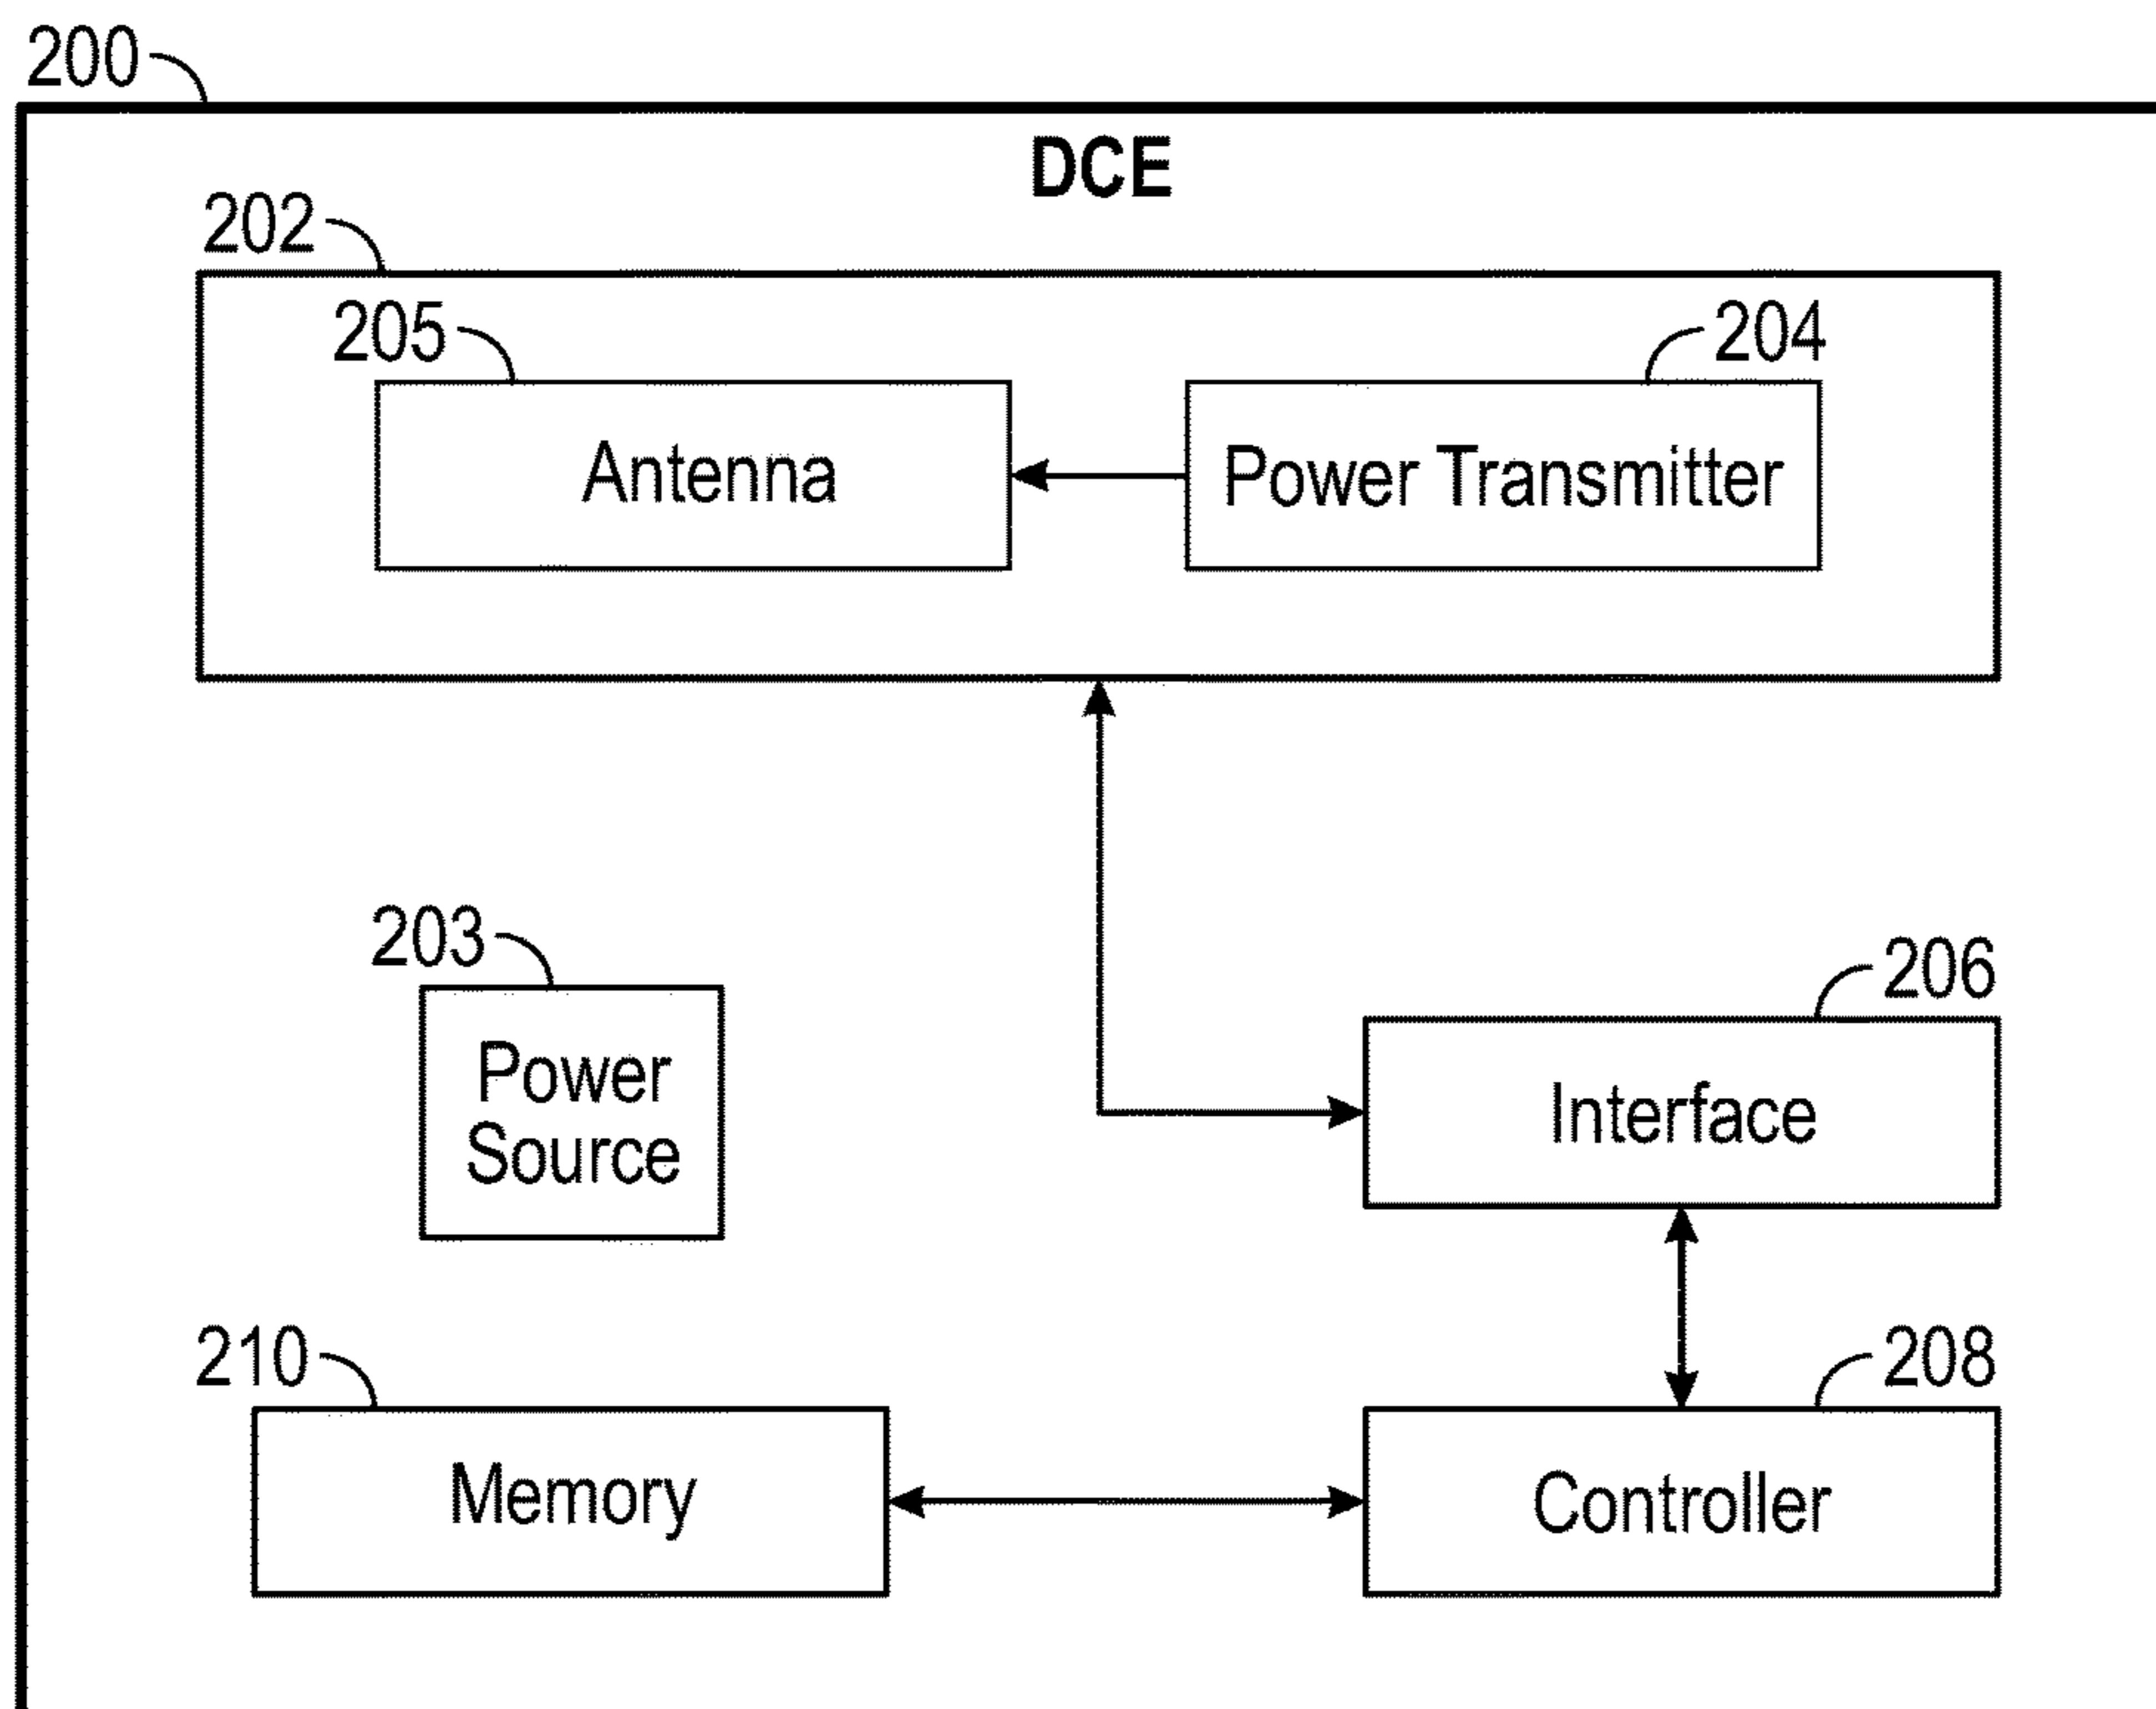 200
DCE
202
205
204
Antenna
Power Transmitter
203
206
Power
Source
Interface
210
208
Memory
Controller